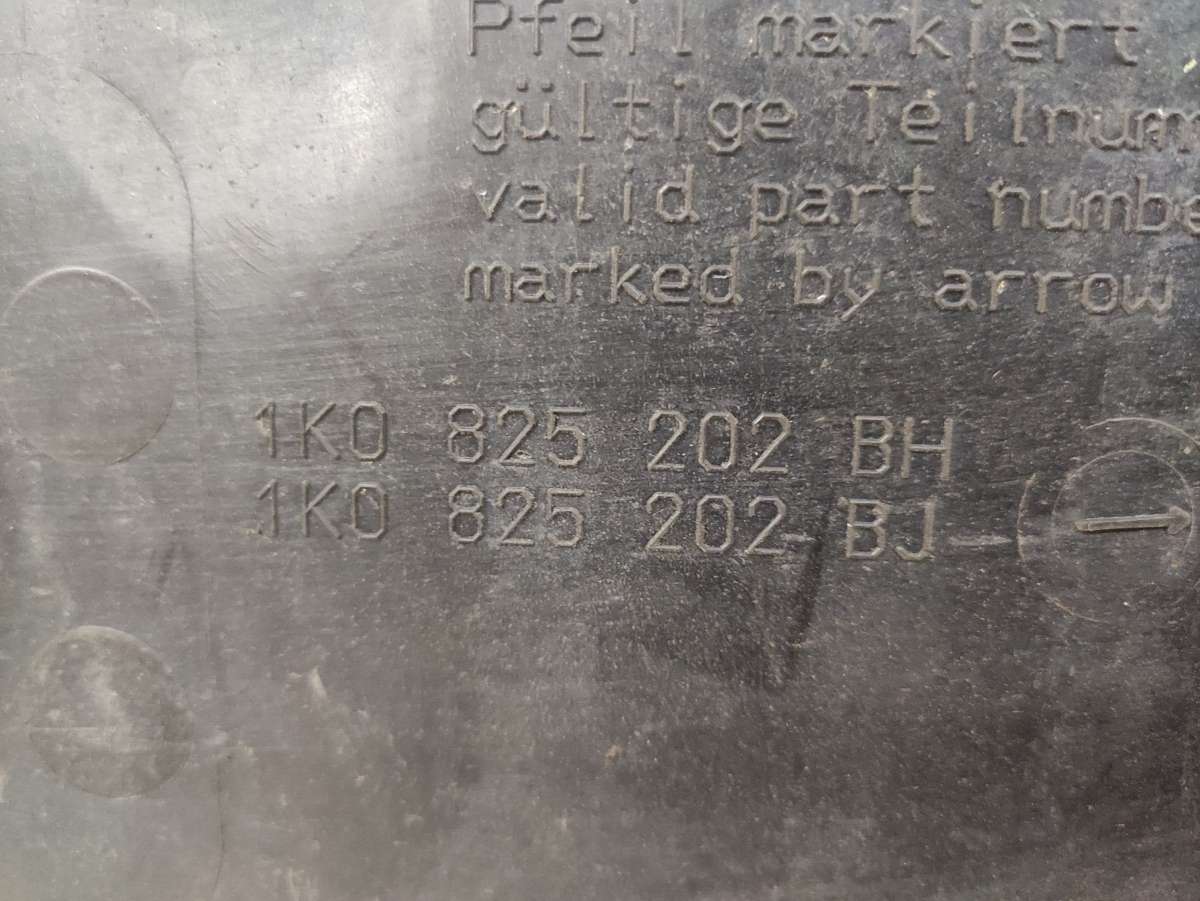 Pfeil markiert
gültige Teilnum
valid part numbe
marked by arrow
1K0 825 202 BH
1K0 825 202 BJ